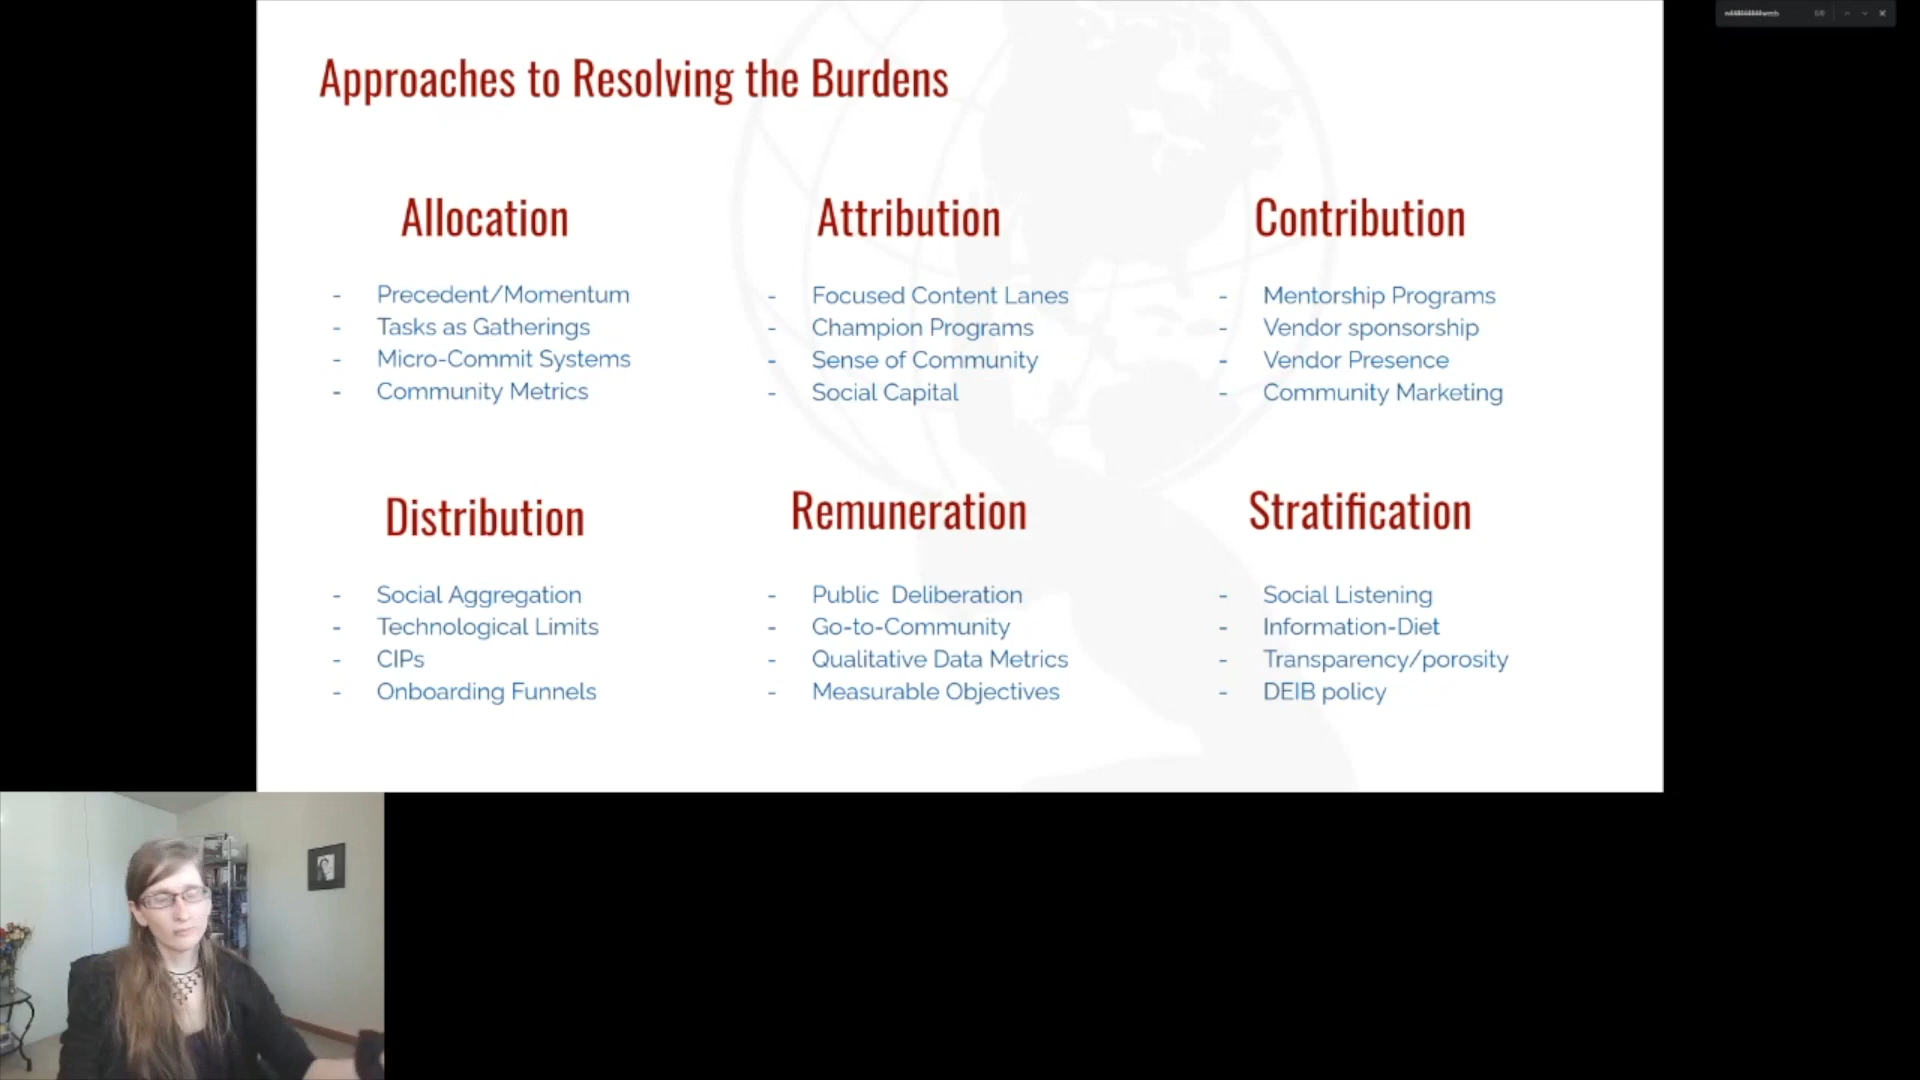 Approaches to Resolving the Burdens
Allocation
- Precedent/Momentum
- Tasks as Gatherings
- Micro-Commit Systems
- Community Metrics
Attribution
- Focused Content Lanes
- Champion Programs
- Sense of Community
- Social Capital
Contribution
- Mentorship Programs
- Vendor sponsorship
- Vendor Presence
- Community Marketing
Distribution
- Social Aggregation
- Technological Limits
- CIPs
- Onboarding Funnels
Remuneration
- Public  Deliberation
- Go-to-Community
- Qualitative Data Metrics
- Measurable Objectives
Stratification
- Social Listening
- Information-Diet
- Transparency/porosity
- DEIB policy